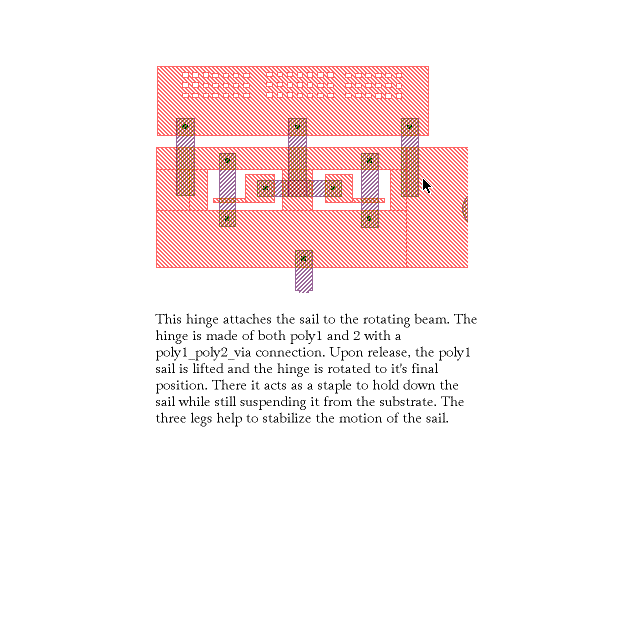 This hinge attaches the sail to the rotating beam. The
hinge is made of both poly1 and 2 with a
poly1_poly2_via connection. Upon release, the poly1
sail is lifted and the hinge is rotated to it's final
position. There it acts as a staple to hold down the
sail while still suspending it from the substrate. The
three legs help to stabilize the motion of the sail.